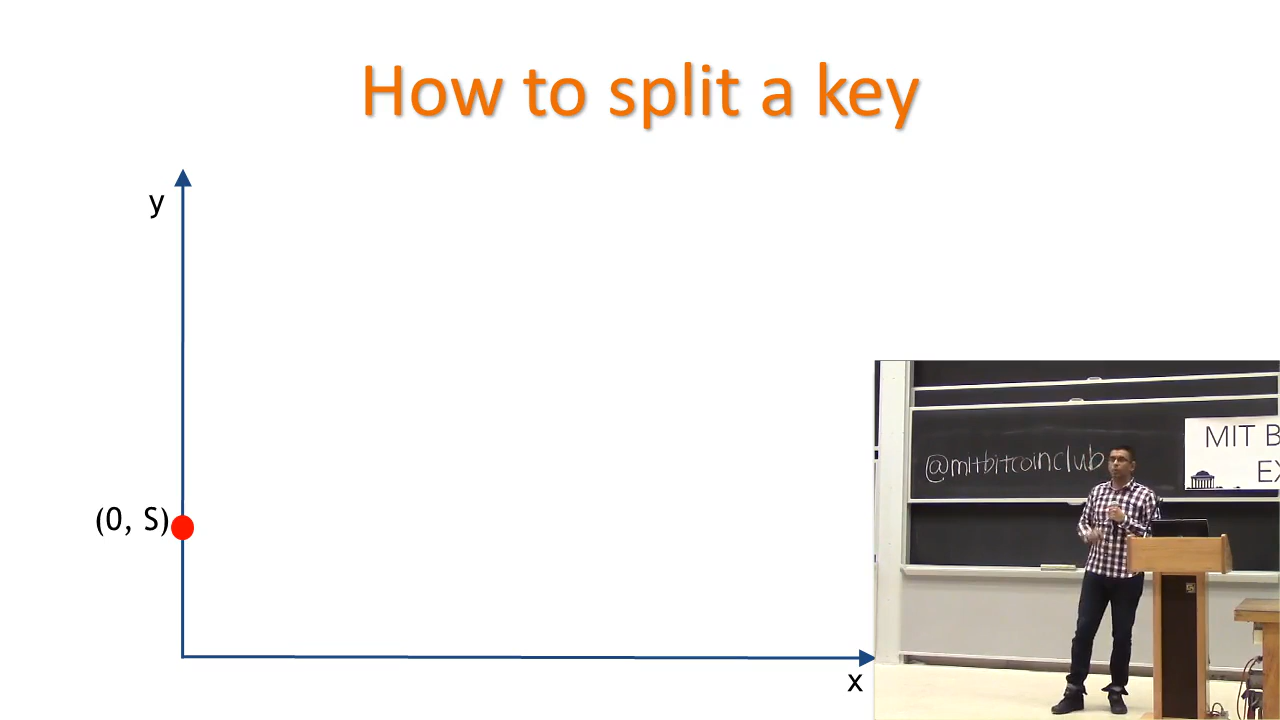 How to split a key
y
(0, S)
x
@mitbitcoinclub
MIT B
EX